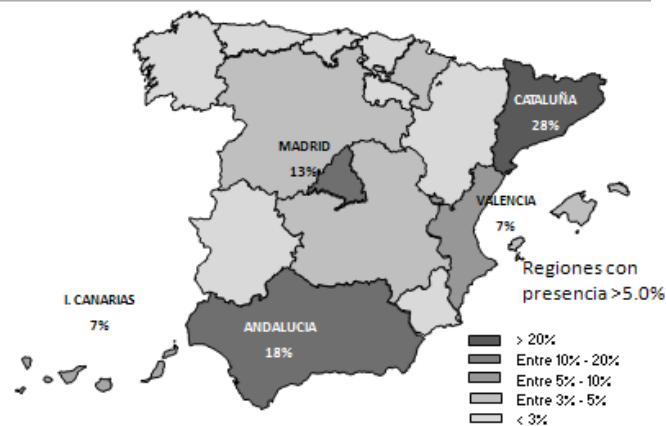 CATALUÑA
28%
MADRID
13%
VALENCIA
7%
Regiones con
presencia >5.0%
I. CANARIAS
7%
ANDALUCIA
18%
> 20%
Entre 10% - 20%
Entre 5% - 10%
Entre 3% - 5%
< 3%